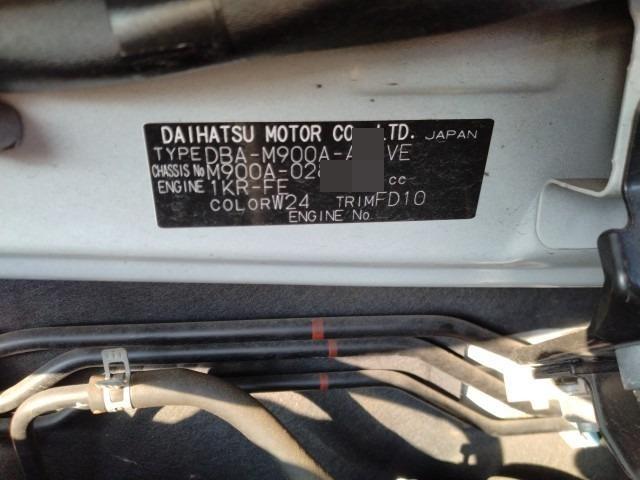 DAIHATSU MOTOR CO., LTD. JAPAN
TYPE DBA-M900A-A VE
CHASSIS No M900A-028
ENGINE 1KR-FE cc
COLOR W24 TRIM FD10
ENGINE No